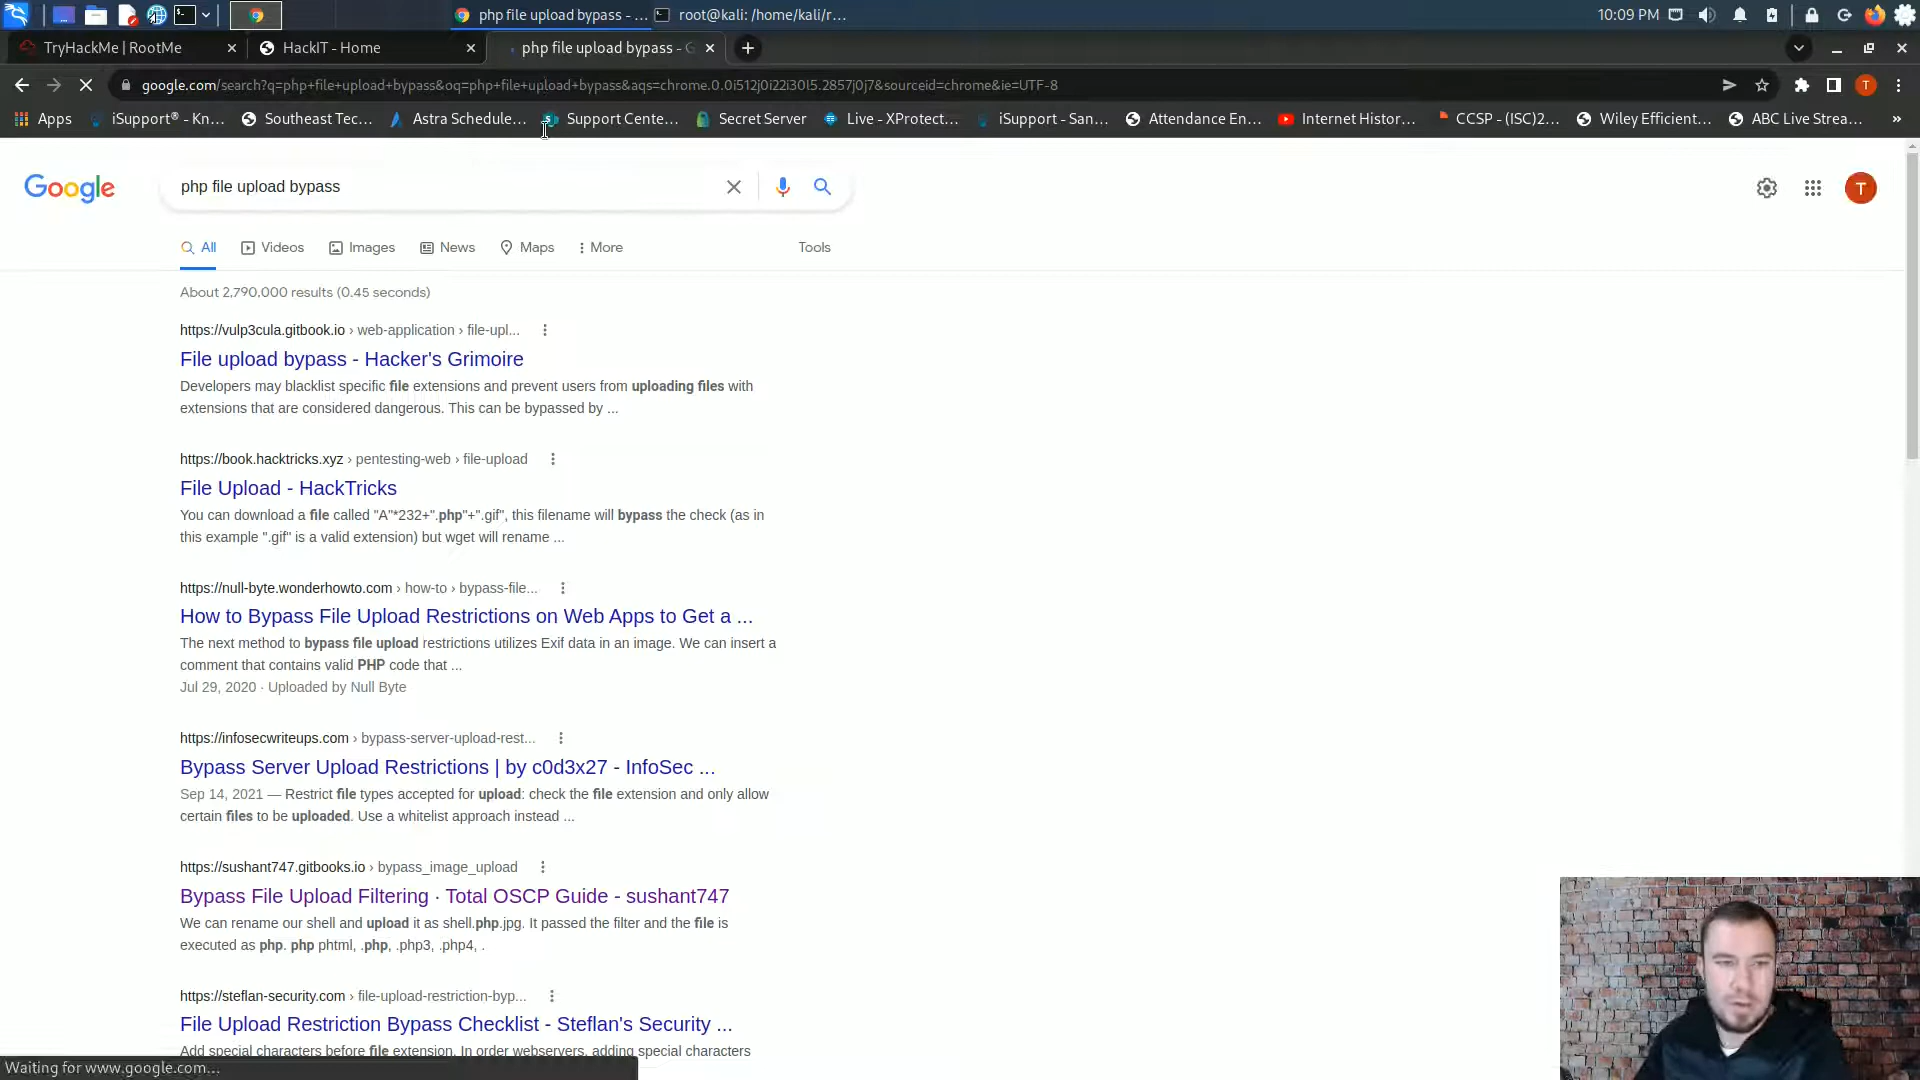 php file upload bypass - ...
root@kali: /home/kali/r...
10:09 PM
TryHackMe | RootMe
HackIT - Home
php file upload bypass - G
google.com/search?q=php+file+upload+bypass&oq=php+file+upload+bypass&aqs=chrome.0.0i512j0i22i30l5.2857j0j7&sourceid=chrome&ie=UTF-8
T
Apps
iSupport® - Kn...
Southeast Tec...
Astra Schedule...
Support Cente...
Secret Server
Live - XProtect...
iSupport - San...
Attendance En...
Internet Histor...
CCSP - (ISC)2...
Wiley Efficient...
ABC Live Strea...
»
Google
php file upload bypass
T
All
Videos
Images
News
Maps
More
Tools
About 2,790,000 results (0.45 seconds)
https://vulp3cula.gitbook.io › web-application › file-upl...
File upload bypass - Hacker's Grimoire
Developers may blacklist specific file extensions and prevent users from uploading files with
extensions that are considered dangerous. This can be bypassed by ...
https://book.hacktricks.xyz › pentesting-web › file-upload
File Upload - HackTricks
You can download a file called "A"*232+".php"+".gif", this filename will bypass the check (as in
this example ".gif" is a valid extension) but wget will rename ...
https://null-byte.wonderhowto.com › how-to › bypass-file...
How to Bypass File Upload Restrictions on Web Apps to Get a ...
The next method to bypass file upload restrictions utilizes Exif data in an image. We can insert a
comment that contains valid PHP code that ...
Jul 29, 2020 · Uploaded by Null Byte
https://infosecwriteups.com › bypass-server-upload-rest...
Bypass Server Upload Restrictions | by c0d3x27 - InfoSec ...
Sep 14, 2021 — Restrict file types accepted for upload: check the file extension and only allow
certain files to be uploaded. Use a whitelist approach instead ...
https://sushant747.gitbooks.io › bypass_image_upload
Bypass File Upload Filtering · Total OSCP Guide - sushant747
We can rename our shell and upload it as shell.php.jpg. It passed the filter and the file is
executed as php. php phtml, .php, .php3, .php4, .
https://steflan-security.com › file-upload-restriction-byp...
File Upload Restriction Bypass Checklist - Steflan's Security ...
Add special characters before file extension. In order webservers, adding special characters
Waiting for www.google.com...